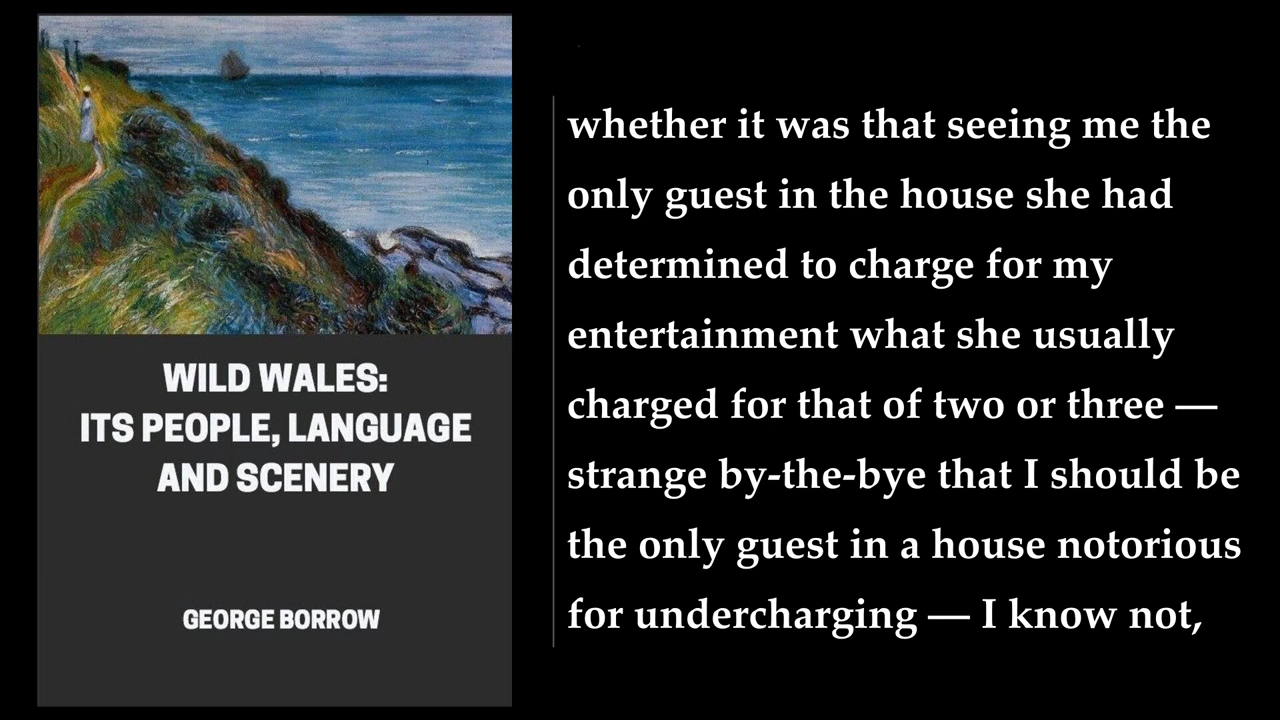 WILD WALES:
ITS PEOPLE, LANGUAGE
AND SCENERY
GEORGE BORROW
whether it was that seeing me the
only guest in the house she had
determined to charge for my
entertainment what she usually
charged for that of two or three —
strange by-the-bye that I should be
the only guest in a house notorious
for undercharging — I know not,